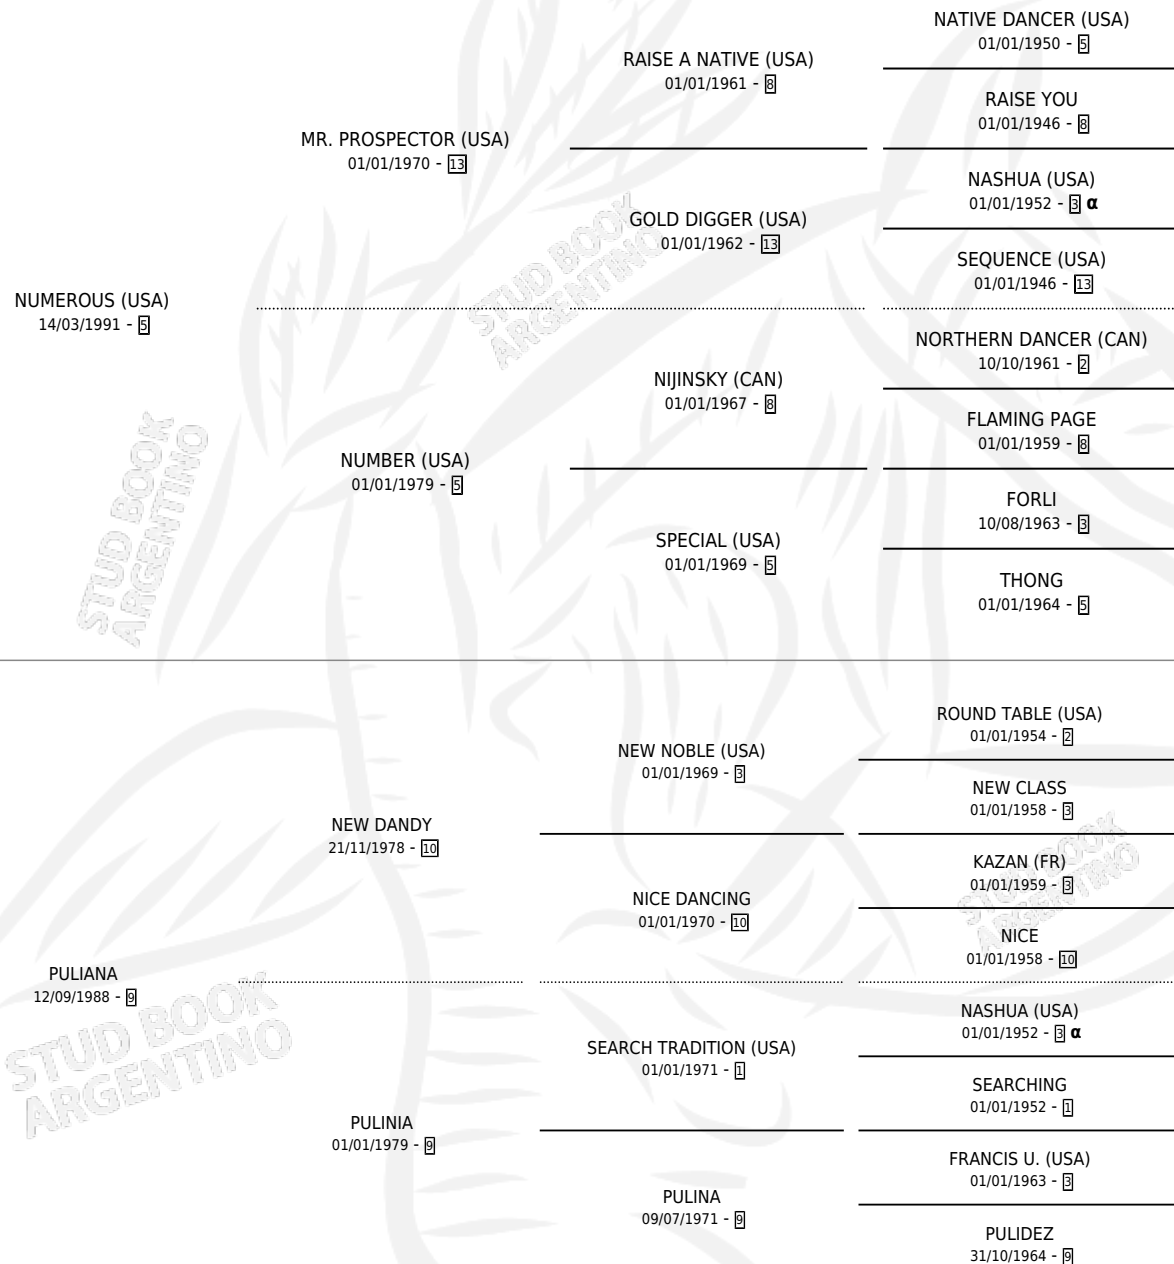 NATIVE DANCER (USA)
01/01/1950 - 5
RAISE A NATIVE (USA)
01/01/1961 - 8
RAISE YOU
01/01/1946 - 8
MR. PROSPECTOR (USA)
01/01/1970 - 13
NASHUA (USA)
01/01/1952 - 3 α
GOLD DIGGER (USA)
01/01/1962 - 13
SEQUENCE (USA)
01/01/1946 - 13
NUMEROUS (USA)
14/03/1991 - 5
NORTHERN DANCER (CAN)
10/10/1961 - 2
NIJINSKY (CAN)
01/01/1967 - 8
FLAMING PAGE
01/01/1959 - 8
NUMBER (USA)
01/01/1979 - 5
FORLI
10/08/1963 - 3
SPECIAL (USA)
01/01/1969 - 5
THONG
01/01/1964 - 5
ROUND TABLE (USA)
01/01/1954 - 2
NEW NOBLE (USA)
01/01/1969 - 3
NEW CLASS
01/01/1958 - 3
NEW DANDY
21/11/1978 - 10
KAZAN (FR)
01/01/1959 - 3
NICE DANCING
01/01/1970 - 10
NICE
01/01/1958 - 10
PULIANA
12/09/1988 - 9
NASHUA (USA)
01/01/1952 - 3 α
SEARCH TRADITION (USA)
01/01/1971 - 1
SEARCHING
01/01/1952 - 1
PULINIA
01/01/1979 - 9
FRANCIS U. (USA)
01/01/1963 - 3
PULINA
09/07/1971 - 9
PULIDEZ
31/10/1964 - 9
STUD BOOK
ARGENTINO
STUD BOOK
ARGENTINO
STUD BOOK
ARGENTINO
STUD BOOK
ARGENTINO